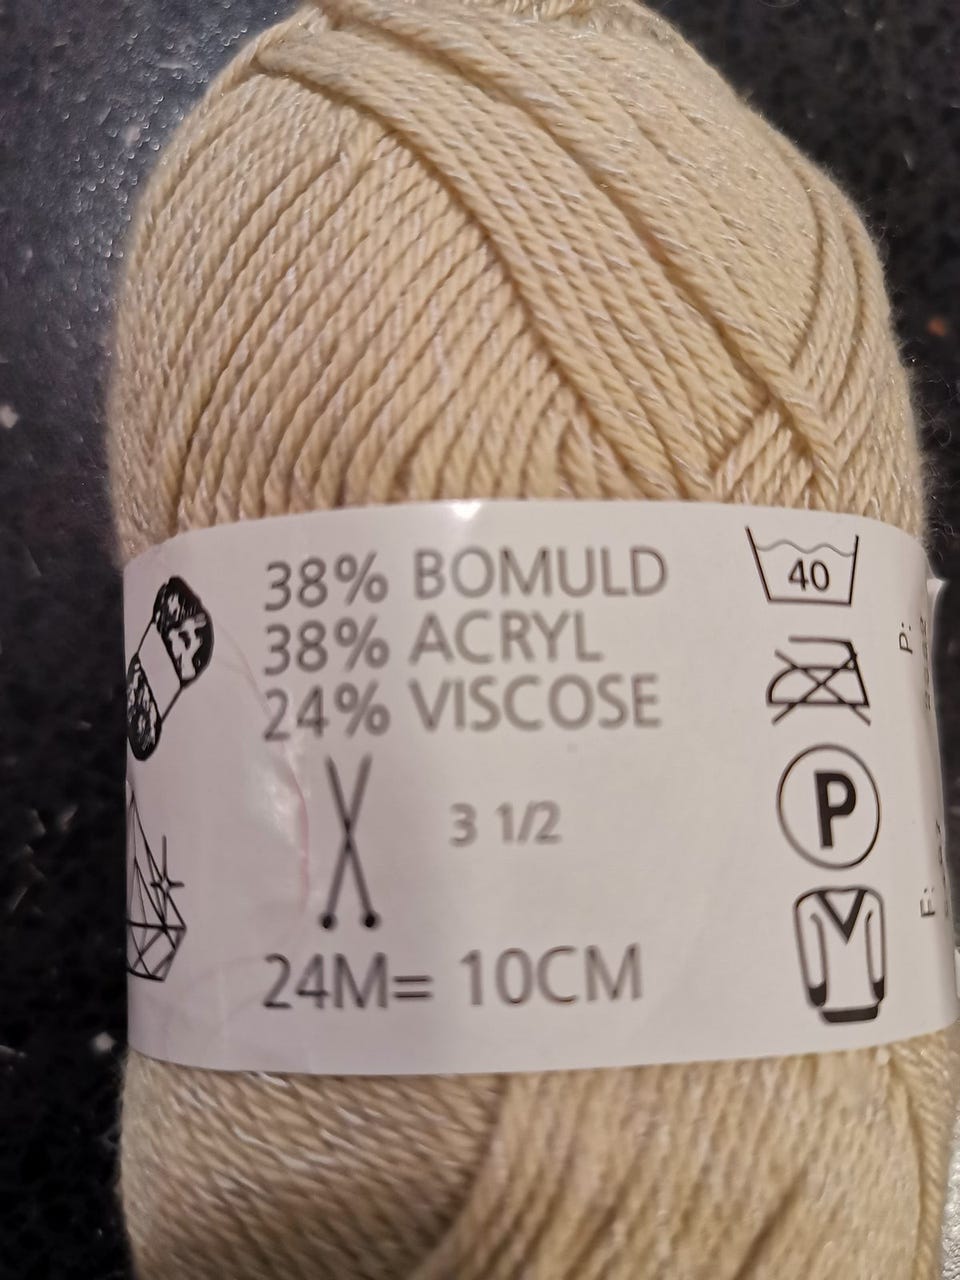 38% BOMULD
38% ACRYL
24% VISCOSE
3 1/2
24M= 10CM
40
P
P:
F: